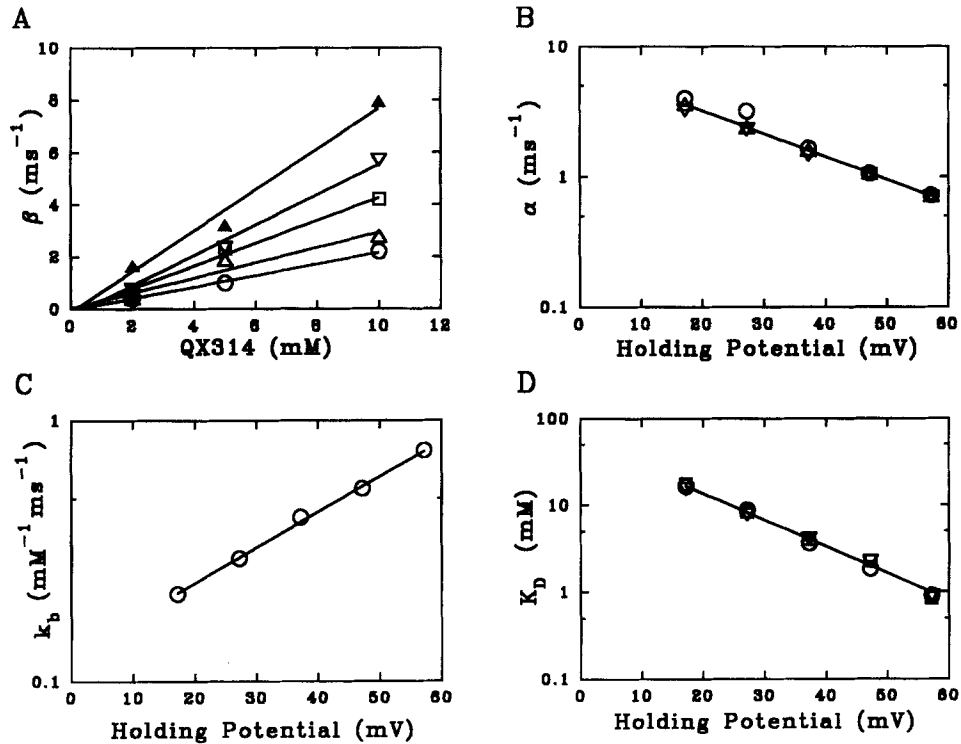 A
10
8
6
4
2
0
β (ms⁻¹)
0 2 4 6 8 10 12
QX314 (mM)
B
10
1
0.1
α (ms⁻¹)
0 10 20 30 40 50 60
Holding Potential (mV)
C
1
0.1
k_b (mM⁻¹ms⁻¹)
0 10 20 30 40 50 60
Holding Potential (mV)
D
100
10
1
0.1
K_D (mM)
0 10 20 30 40 50 60
Holding Potential (mV)